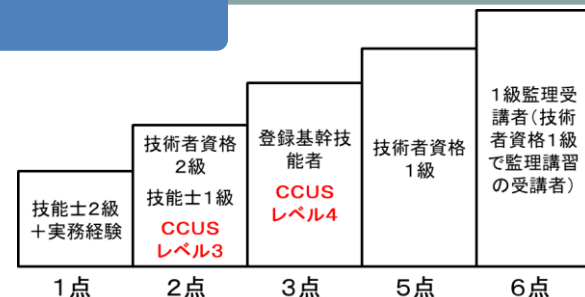 技能士2級
＋実務経験
技術者資格
2級
技能士1級
CCUS
レベル3
登録基幹技
能者
CCUS
レベル4
技術者資格
1級
1級監理受
講者(技術
者資格1級
で監理講習
の受講者)
1点
2点
3点
5点
6点